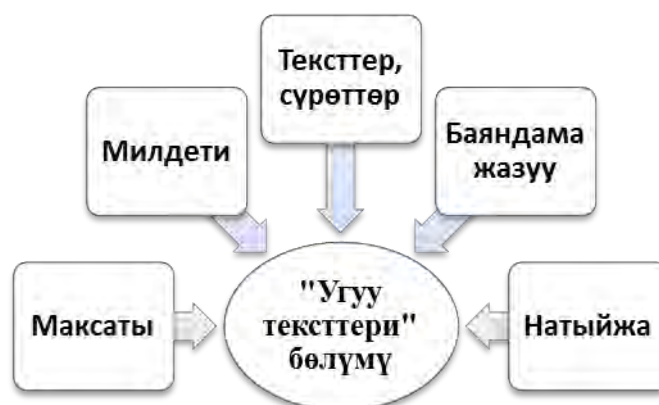 Тексттер,
сүрөттөр
Милдети
Баяндама
жазуу
Максаты
"Угуу
тексттери"
бөлүмү
Натыйжа